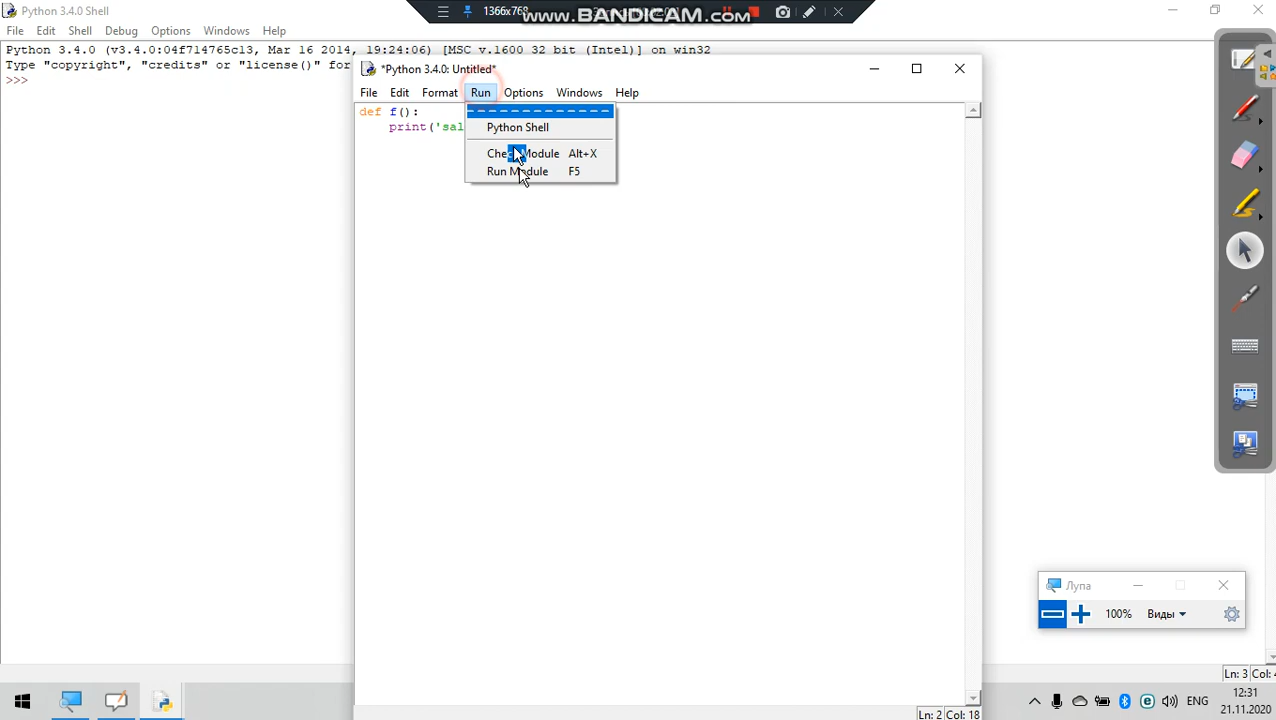 Python 3.4.0 Shell
1366x768
www.BANDICAM.com
File Edit Shell Debug Options Windows Help
Python 3.4.0 (v3.4.0:04f714765c13, Mar 16 2014, 19:24:06) [MSC v.1600 32 bit (Intel)] on win32
Type "copyright", "credits" or "license()" for
>>>
*Python 3.4.0: Untitled*
File Edit Format Run Options Windows Help
def f():
print('sal
Python Shell
Check Module Alt+X
Run Module F5
Лупа
100% Виды
Ln: 3 Col:
Ln: 2 Col: 18
ENG
12:31
21.11.2020